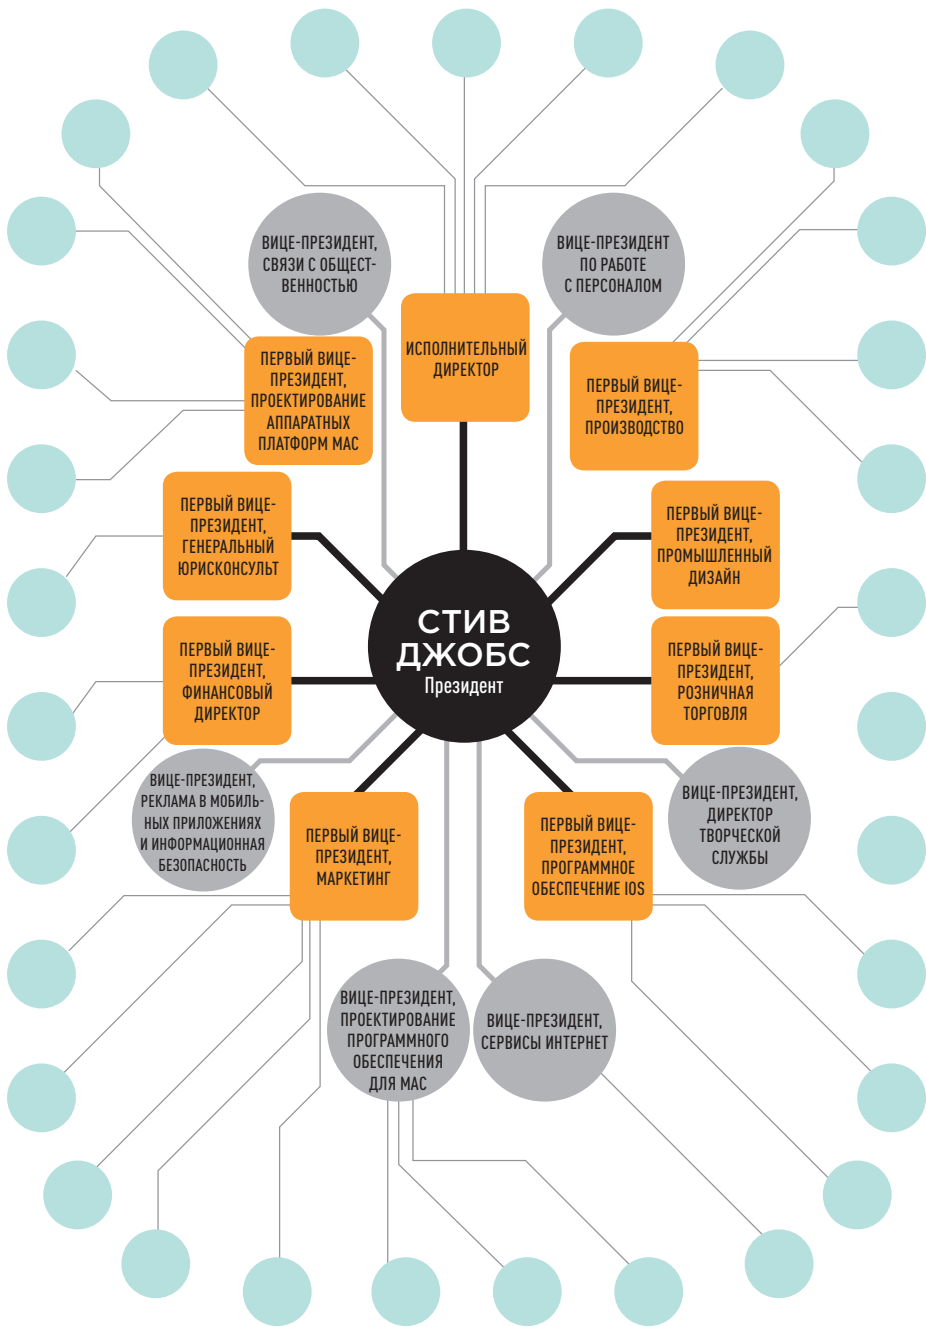 ВИЦЕ-ПРЕЗИДЕНТ,
СВЯЗИ С ОБЩЕСТ-
ВЕННОСТЬЮ
ВИЦЕ-ПРЕЗИДЕНТ
ПО РАБОТЕ
С ПЕРСОНАЛОМ
ИСПОЛНИТЕЛЬНЫЙ
ДИРЕКТОР
ПЕРВЫЙ ВИЦЕ-
ПРЕЗИДЕНТ,
ПРОЕКТИРОВАНИЕ
АППАРАТНЫХ
ПЛАТФОРМ MAC
ПЕРВЫЙ ВИЦЕ-
ПРЕЗИДЕНТ,
ПРОИЗВОДСТВО
ПЕРВЫЙ ВИЦЕ-
ПРЕЗИДЕНТ,
ГЕНЕРАЛЬНЫЙ
ЮРИСКОНСУЛЬТ
ПЕРВЫЙ ВИЦЕ-
ПРЕЗИДЕНТ,
ПРОМЫШЛЕННЫЙ
ДИЗАЙН
СТИВ
ДЖОБС
Президент
ПЕРВЫЙ ВИЦЕ-
ПРЕЗИДЕНТ,
ФИНАНСОВЫЙ
ДИРЕКТОР
ПЕРВЫЙ ВИЦЕ-
ПРЕЗИДЕНТ,
РОЗНИЧНАЯ
ТОРГОВЛЯ
ВИЦЕ-ПРЕЗИДЕНТ,
РЕКЛАМА В МОБИЛЬ-
НЫХ ПРИЛОЖЕНИЯХ
И ИНФОРМАЦИОННАЯ
БЕЗОПАСНОСТЬ
ВИЦЕ-ПРЕЗИДЕНТ,
ДИРЕКТОР
ТВОРЧЕСКОЙ
СЛУЖБЫ
ПЕРВЫЙ ВИЦЕ-
ПРЕЗИДЕНТ,
МАРКЕТИНГ
ПЕРВЫЙ ВИЦЕ-
ПРЕЗИДЕНТ,
ПРОГРАММНОЕ
ОБЕСПЕЧЕНИЕ IOS
ВИЦЕ-ПРЕЗИДЕНТ,
ПРОЕКТИРОВАНИЕ
ПРОГРАММНОГО
ОБЕСПЕЧЕНИЯ
ДЛЯ MAC
ВИЦЕ-ПРЕЗИДЕНТ,
СЕРВИСЫ ИНТЕРНЕТ